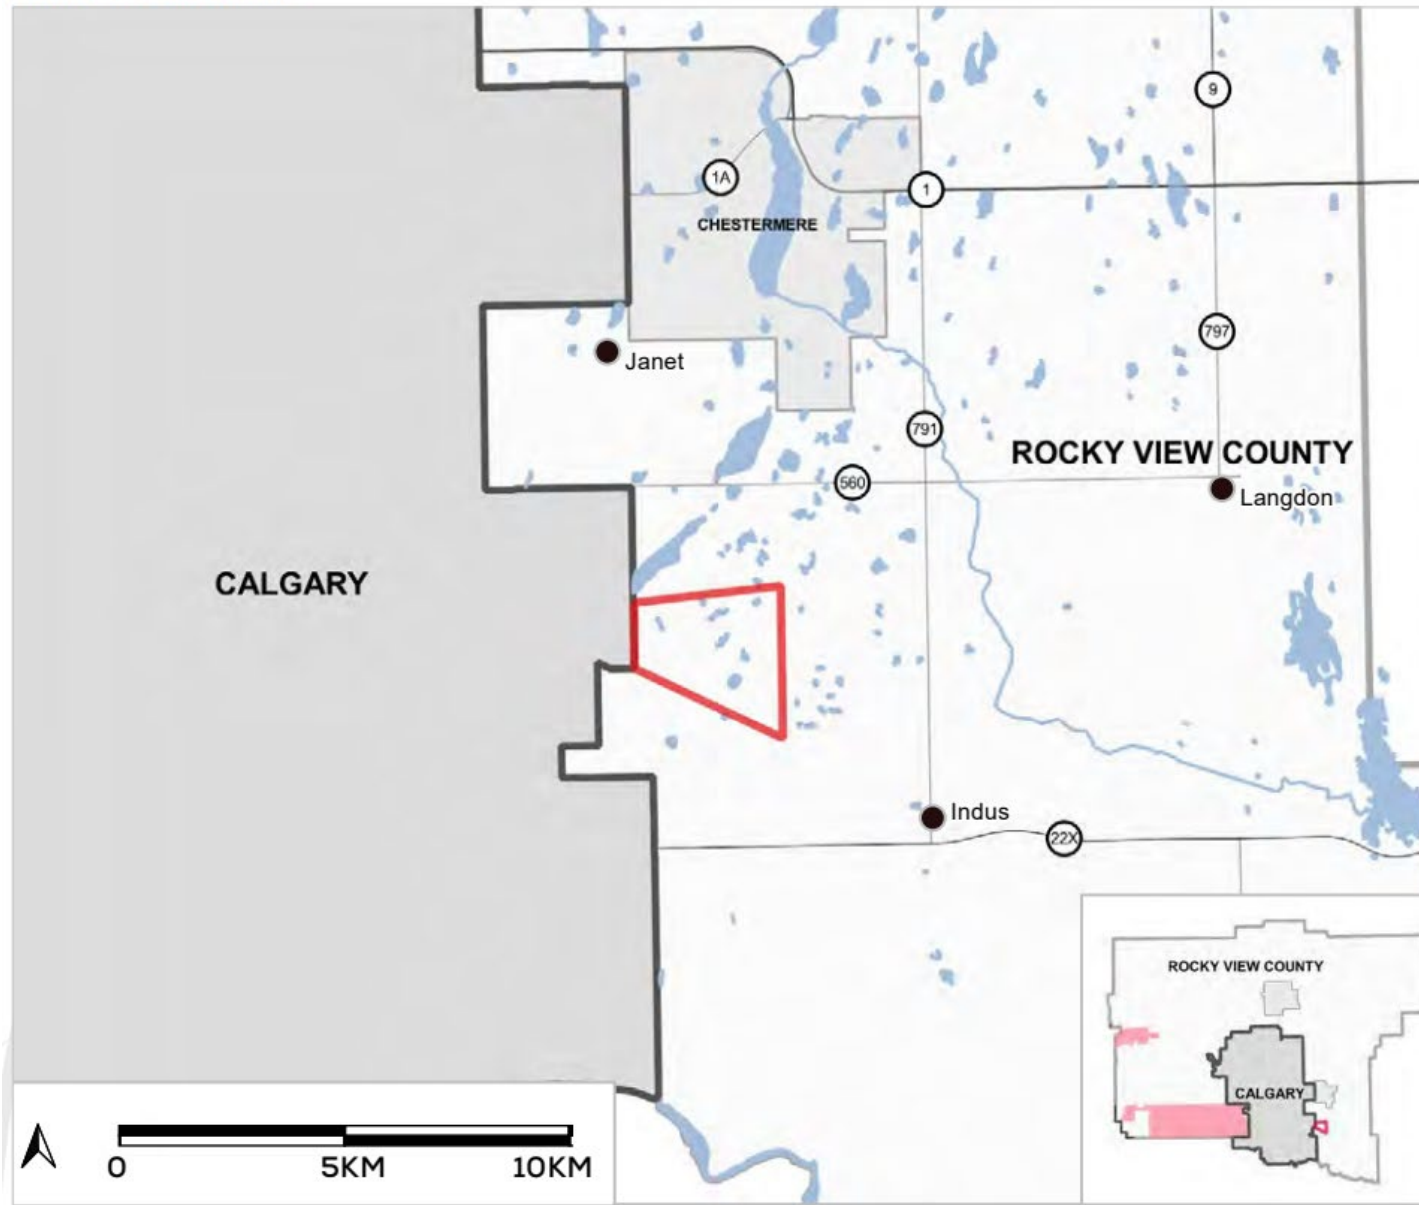 9
1A
1
CHESTERMERE
797
Janet
791
ROCKY VIEW COUNTY
560
Langdon
CALGARY
Indus
22X
ROCKY VIEW COUNTY
CALGARY
0 5KM 10KM